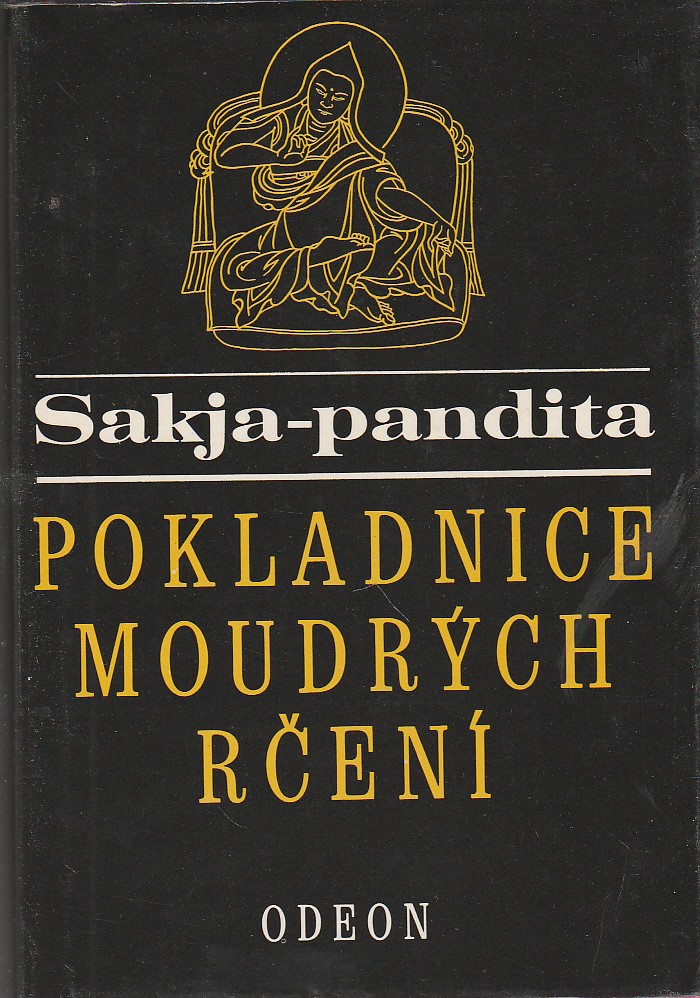 Sakja-pandita
POKLADNICE
MOUDRÝCH
RČENÍ
ODEON